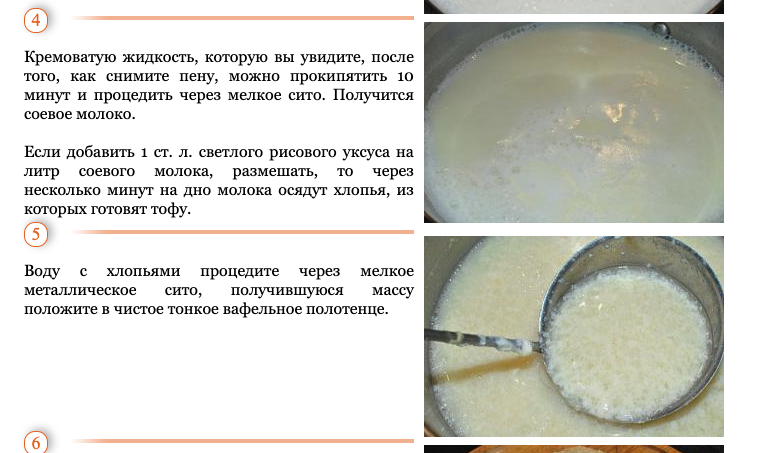 4
Кремоватую жидкость, которую вы увидите, после
того, как снимите пену, можно прокипятить 10
минут и процедить через мелкое сито. Получится
соевое молоко.
Если добавить 1 ст. л. светлого рисового уксуса на
литр соевого молока, размешать, то через
несколько минут на дно молока осядут хлопья, из
которых готовят тофу.
5
Воду с хлопьями процедите через мелкое
металлическое сито, получившуюся массу
положите в чистое тонкое вафельное полотенце.
6